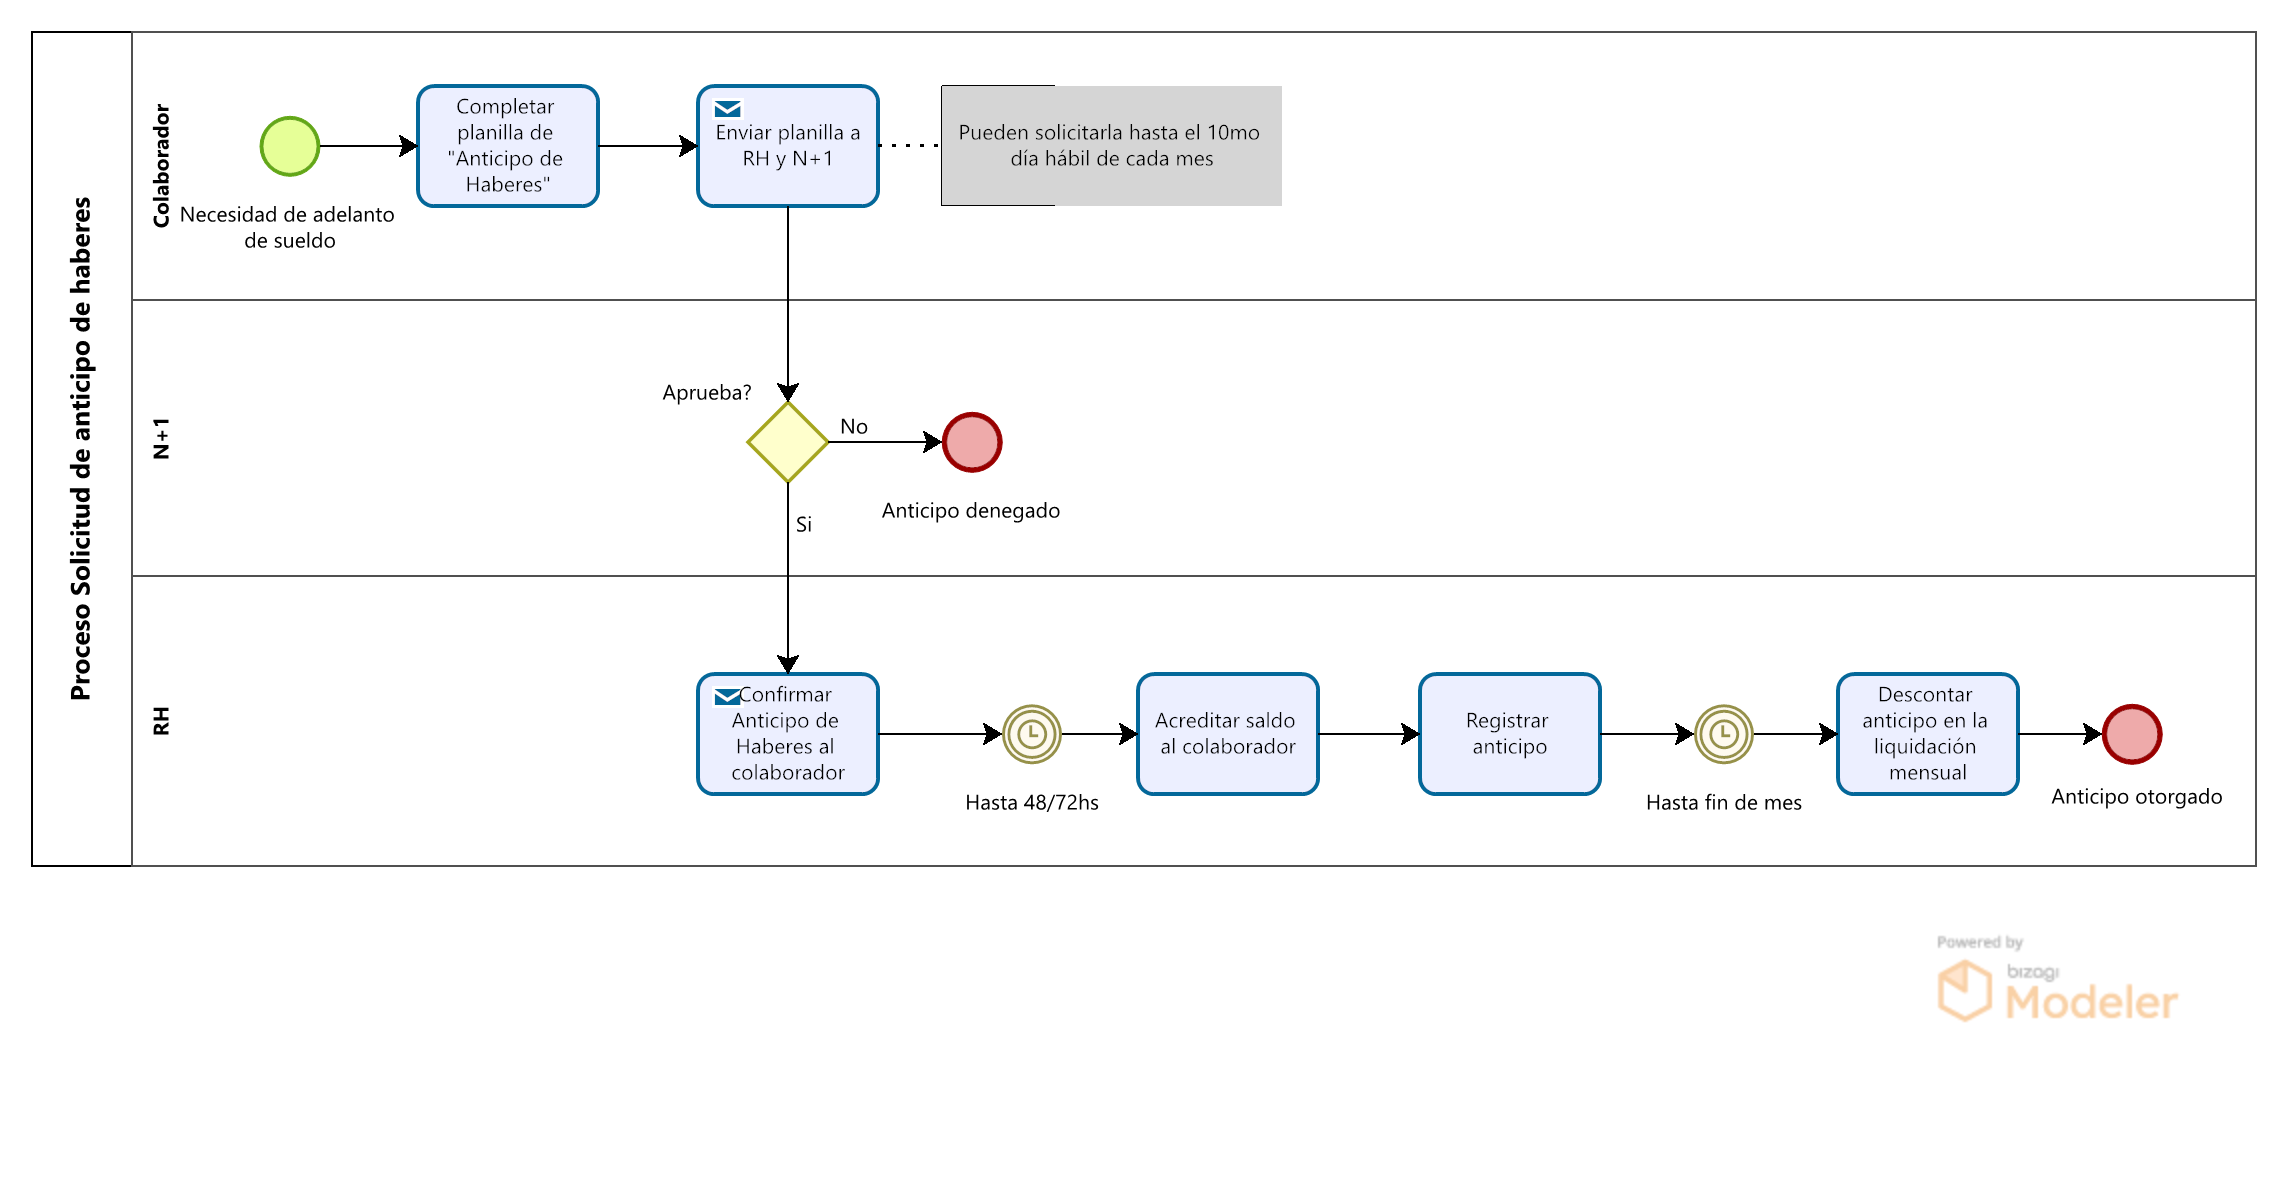 Proceso Solicitud de anticipo de haberes
Colaborador
Necesidad de adelanto
de sueldo
Completar
planilla de
"Anticipo de
Haberes"
Enviar planilla a
RH y N+1
Pueden solicitarla hasta el 10mo
día hábil de cada mes
N+1
Aprueba?
No
Anticipo denegado
Si
RH
Confirmar
Anticipo de
Haberes al
colaborador
Hasta 48/72hs
Acreditar saldo
al colaborador
Registrar
anticipo
Hasta fin de mes
Descontar
anticipo en la
liquidación
mensual
Anticipo otorgado
Powered by
bizagi
Modeler